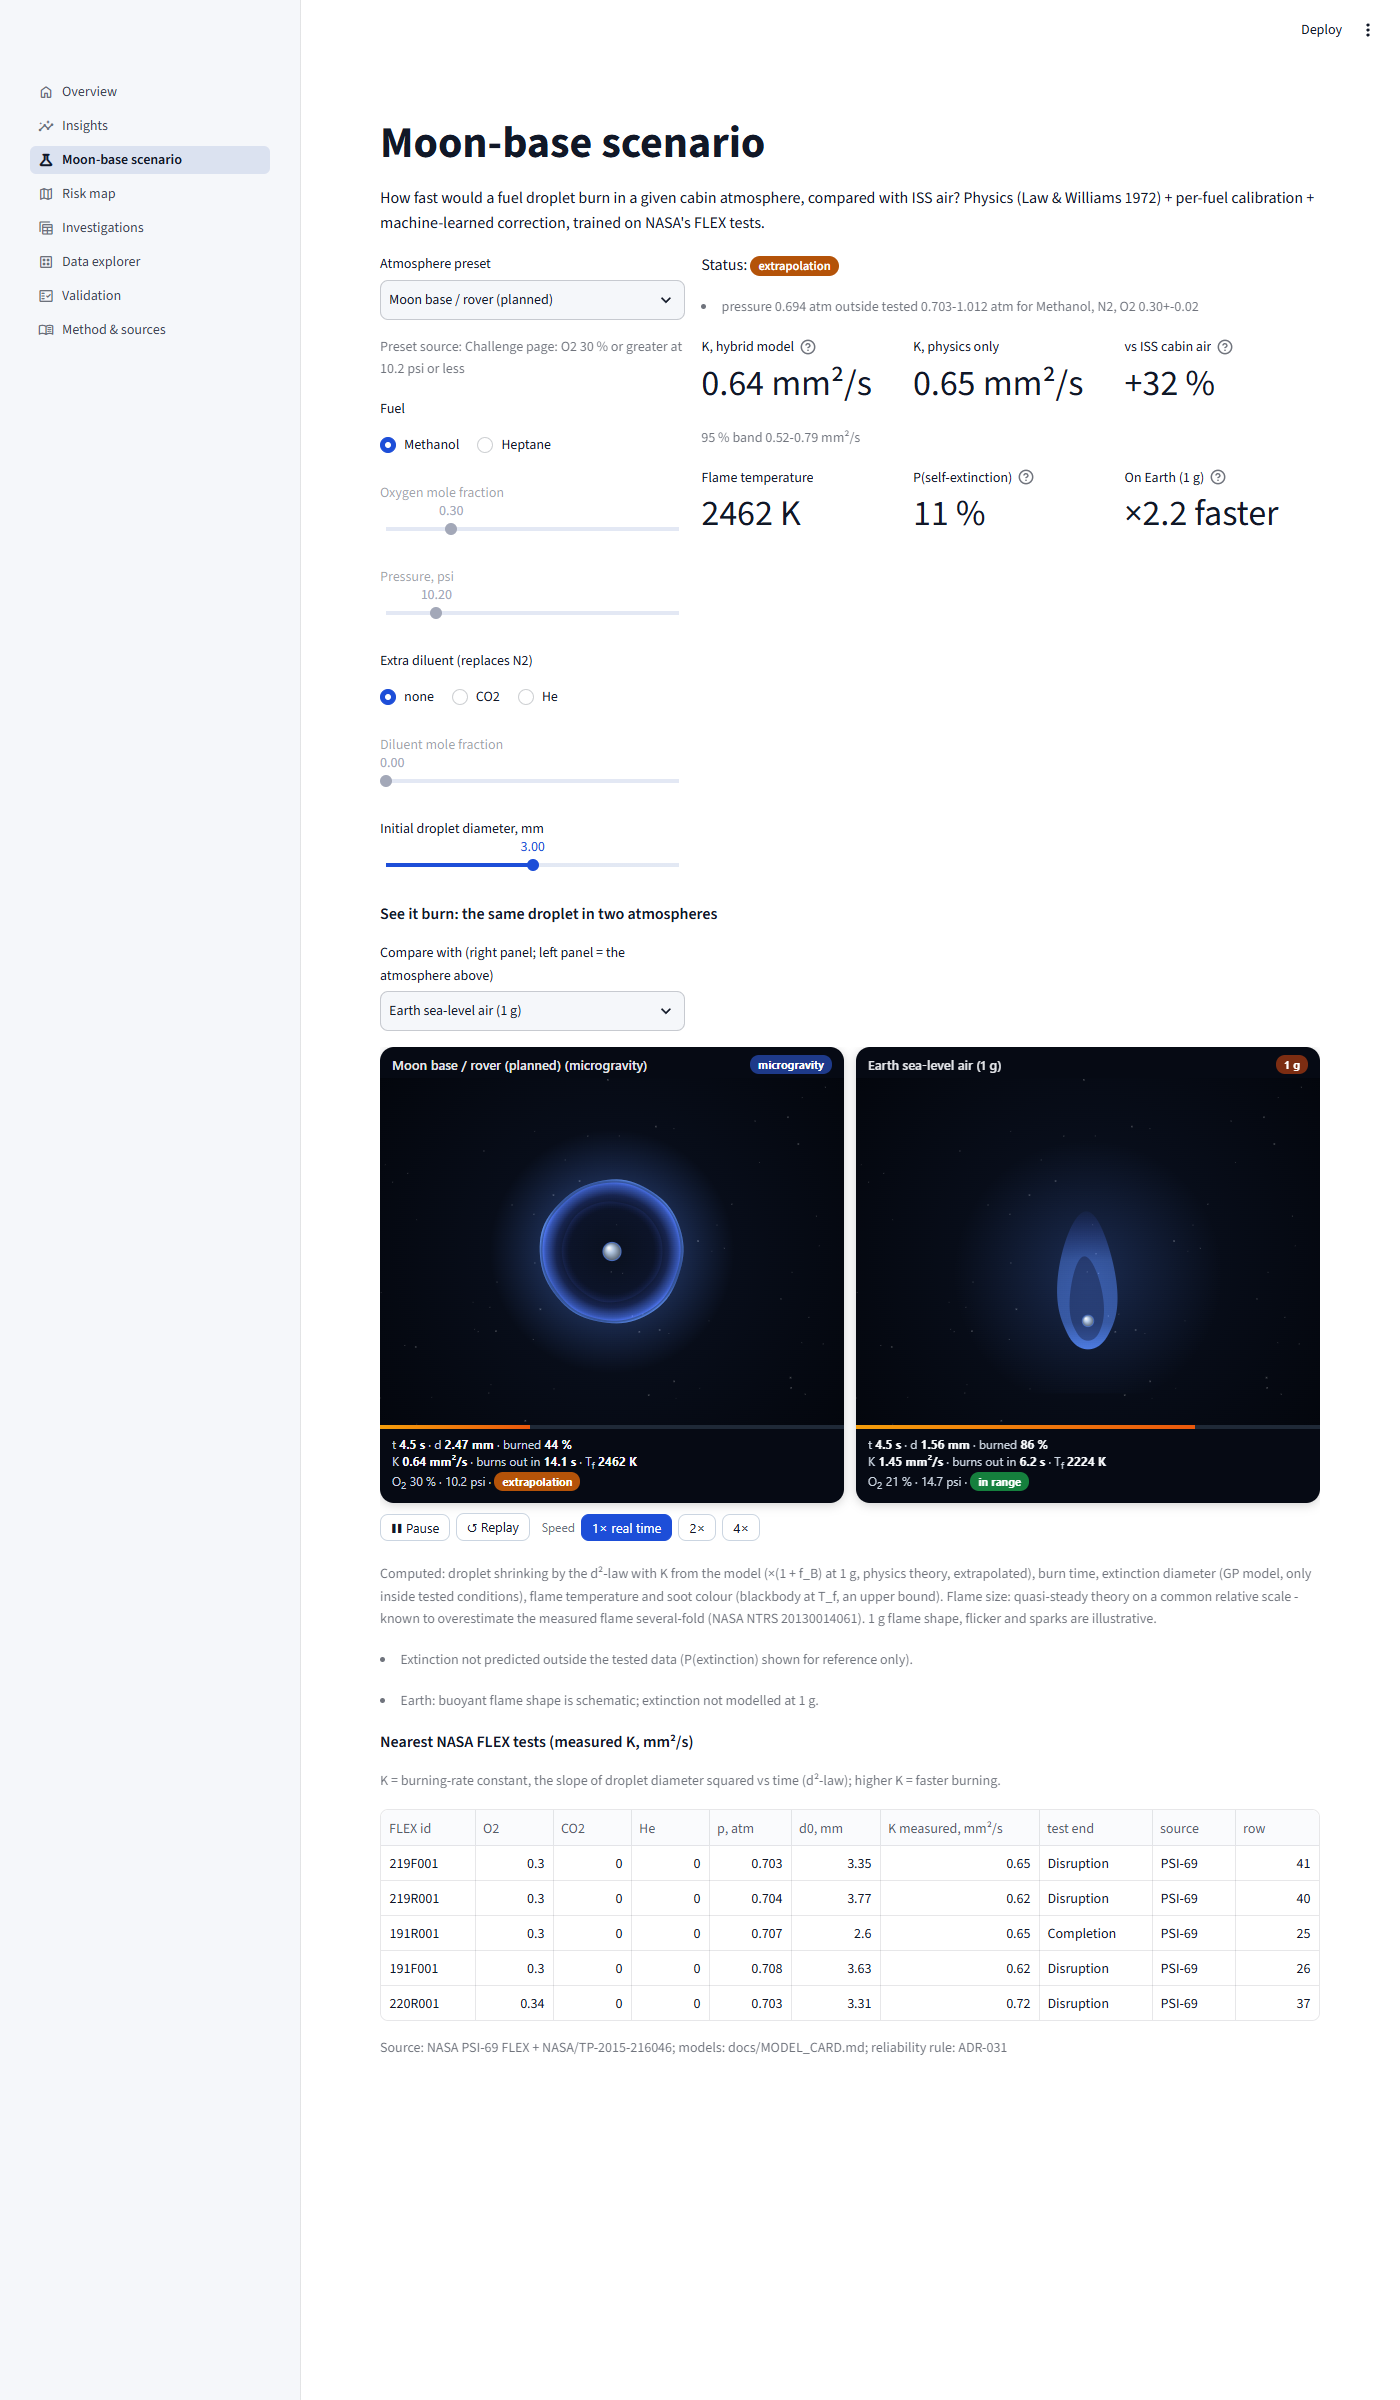 Deploy
Overview
Insights
Moon-base scenario
Risk map
Investigations
Data explorer
Validation
Method & sources
Moon-base scenario
How fast would a fuel droplet burn in a given cabin atmosphere, compared with ISS air? Physics (Law & Williams 1972) + per-fuel calibration +
machine-learned correction, trained on NASA's FLEX tests.
Atmosphere preset
Moon base / rover (planned)
Preset source: Challenge page: O2 30 % or greater at
10.2 psi or less
Fuel
Methanol Heptane
Oxygen mole fraction
0.30
Pressure, psi
10.20
Extra diluent (replaces N2)
none CO2 He
Diluent mole fraction
0.00
Initial droplet diameter, mm
3.00
Status: extrapolation
• pressure 0.694 atm outside tested 0.703-1.012 atm for Methanol, N2, O2 0.30+-0.02
K, hybrid model K, physics only vs ISS cabin air
0.64 mm²/s 0.65 mm²/s +32 %
95 % band 0.52-0.79 mm²/s
Flame temperature P(self-extinction) On Earth (1 g)
2462 K 11 % ×2.2 faster
See it burn: the same droplet in two atmospheres
Compare with (right panel; left panel = the
atmosphere above)
Earth sea-level air (1 g)
Moon base / rover (planned) (microgravity) microgravity
t 4.5 s · d 2.47 mm · burned 44 %
K 0.64 mm²/s · burns out in 14.1 s · Tf 2462 K
O₂ 30 % · 10.2 psi · extrapolation
Earth sea-level air (1 g) 1 g
t 4.5 s · d 1.56 mm · burned 86 %
K 1.45 mm²/s · burns out in 6.2 s · Tf 2224 K
O₂ 21 % · 14.7 psi · in range
Pause ↺ Replay Speed 1× real time 2× 4×
Computed: droplet shrinking by the d²-law with K from the model (×(1 + f_B) at 1 g, physics theory, extrapolated), burn time, extinction diameter (GP model, only
inside tested conditions), flame temperature and soot colour (blackbody at T_f, an upper bound). Flame size: quasi-steady theory on a common relative scale -
known to overestimate the measured flame several-fold (NASA NTRS 20130014061). 1 g flame shape, flicker and sparks are illustrative.
• Extinction not predicted outside the tested data (P(extinction) shown for reference only).
• Earth: buoyant flame shape is schematic; extinction not modelled at 1 g.
Nearest NASA FLEX tests (measured K, mm²/s)
K = burning-rate constant, the slope of droplet diameter squared vs time (d²-law); higher K = faster burning.
FLEX id O2 CO2 He p, atm d0, mm K measured, mm²/s test end source row
219F001 0.3 0 0 0.703 3.35 0.65 Disruption PSI-69 41
219R001 0.3 0 0 0.704 3.77 0.62 Disruption PSI-69 40
191R001 0.3 0 0 0.707 2.6 0.65 Completion PSI-69 25
191F001 0.3 0 0 0.708 3.63 0.62 Disruption PSI-69 26
220R001 0.34 0 0 0.703 3.31 0.72 Disruption PSI-69 37
Source: NASA PSI-69 FLEX + NASA/TP-2015-216046; models: docs/MODEL_CARD.md; reliability rule: ADR-031